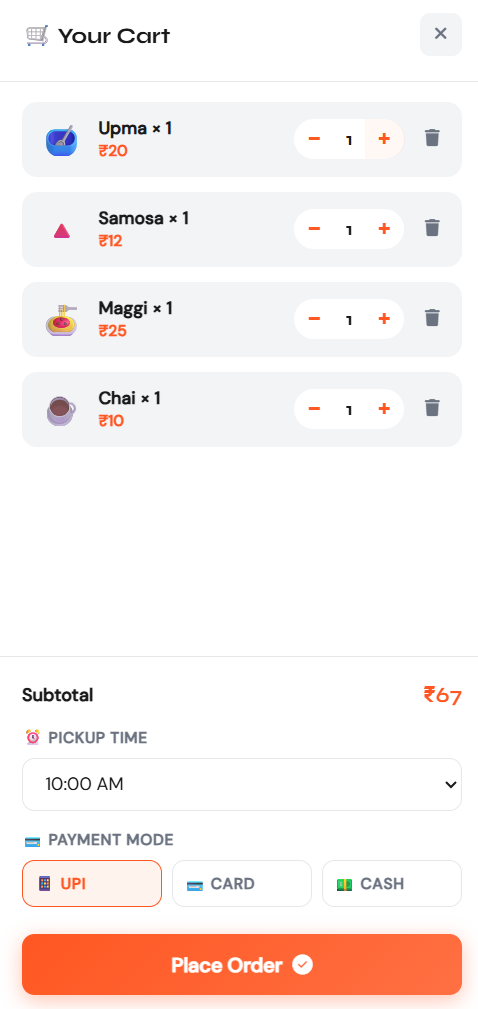 Your Cart
Upma × 1
₹20
− 1 +
Samosa × 1
₹12
− 1 +
Maggi × 1
₹25
− 1 +
Chai × 1
₹10
− 1 +
Subtotal ₹67
PICKUP TIME
10:00 AM
PAYMENT MODE
UPI CARD CASH
Place Order